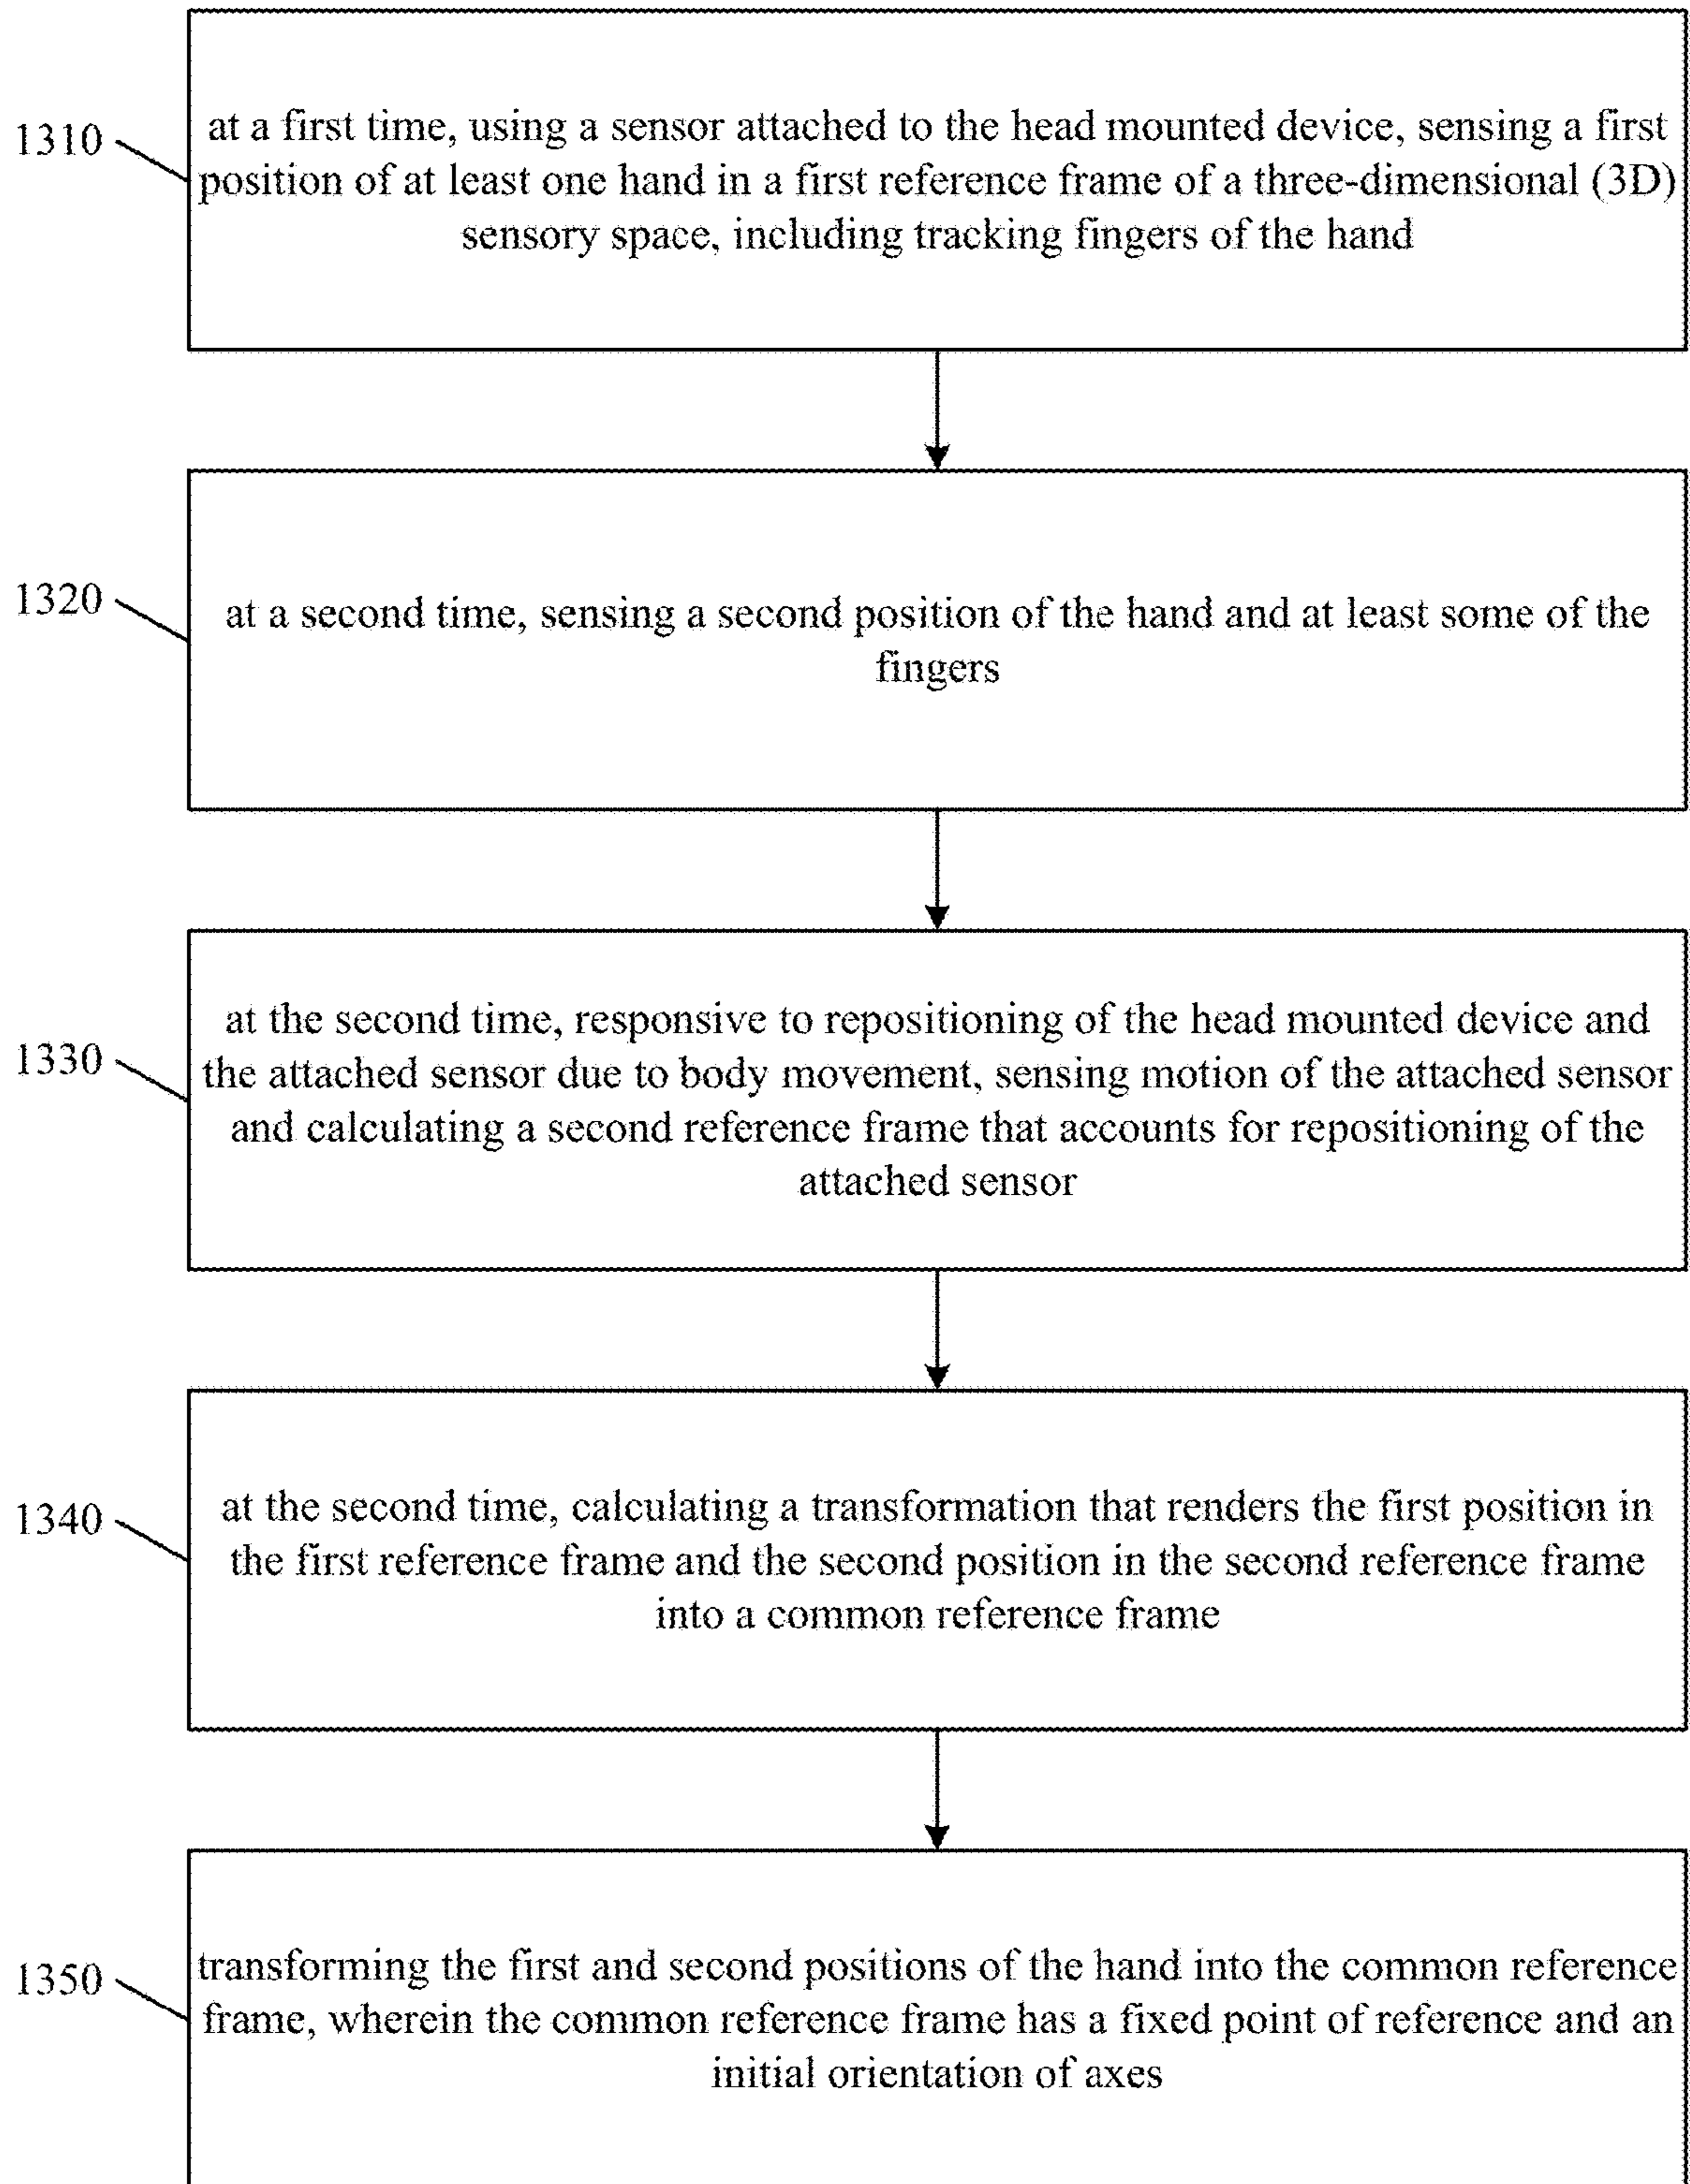 1310
at a first time, using a sensor attached to the head mounted device, sensing a first
position of at least one hand in a first reference frame of a three-dimensional (3D)
sensory space, including tracking fingers of the hand
1320
at a second time, sensing a second position of the hand and at least some of the
fingers
1330
at the second time, responsive to repositioning of the head mounted device and
the attached sensor due to body movement, sensing motion of the attached sensor
and calculating a second reference frame that accounts for repositioning of the
attached sensor
1340
at the second time, calculating a transformation that renders the first position in
the first reference frame and the second position in the second reference frame
into a common reference frame
1350
transforming the first and second positions of the hand into the common reference
frame, wherein the common reference frame has a fixed point of reference and an
initial orientation of axes